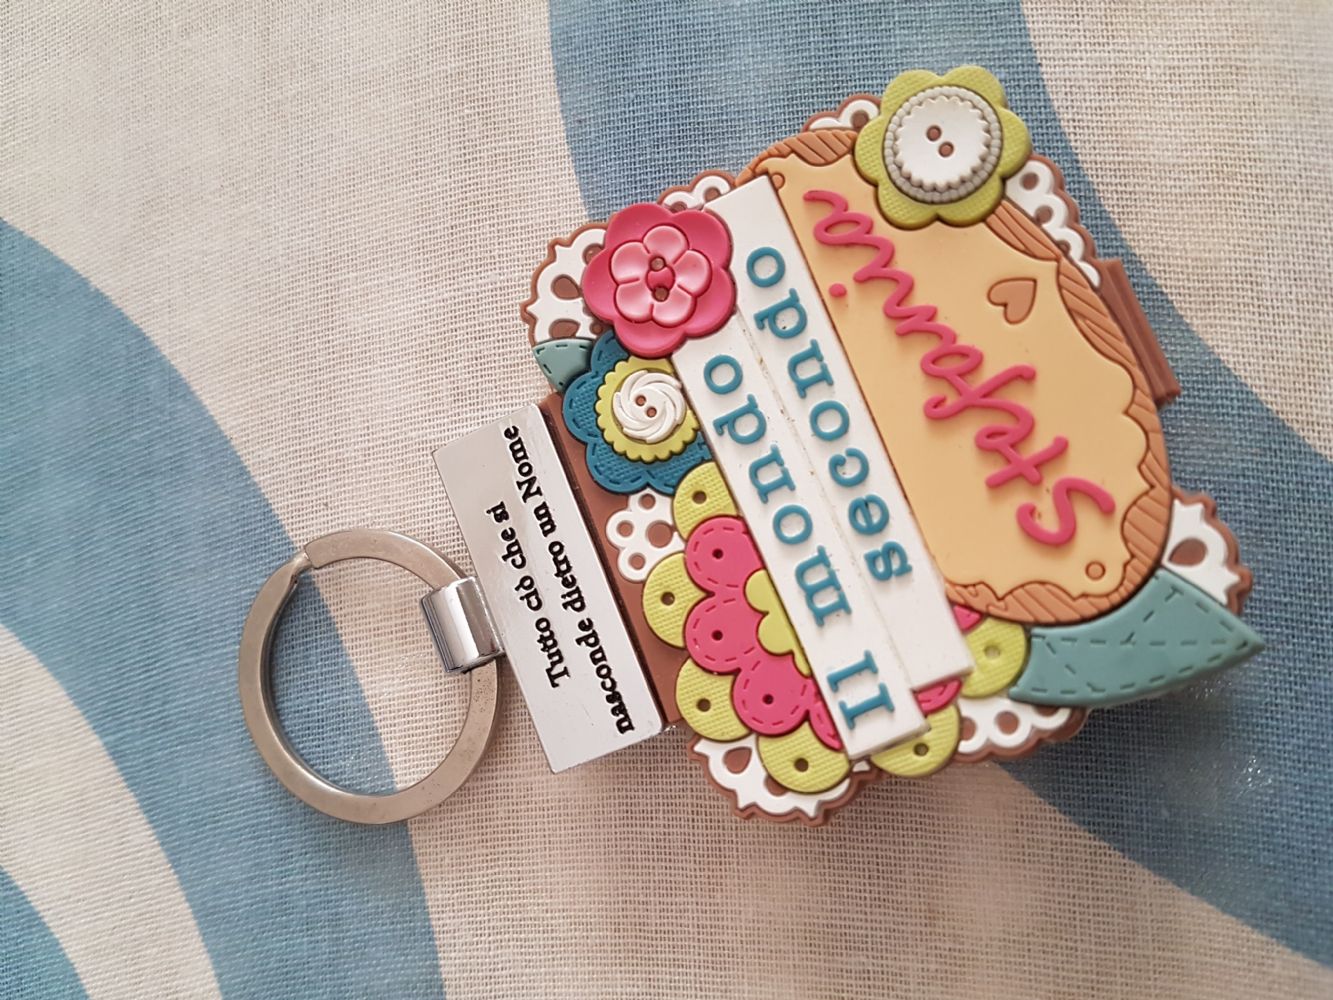 Tutto ciò che si
nasconde dietro un Nome
Il mondo
secondo
Stefania